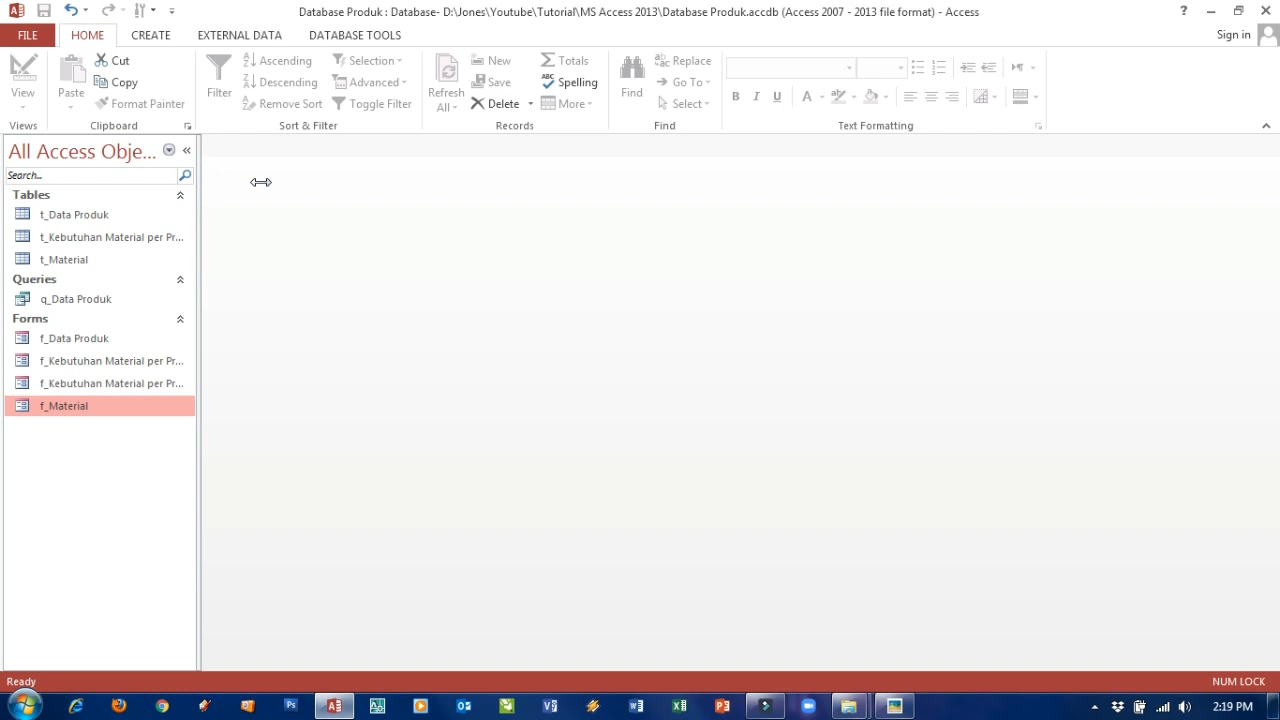 Database Produk : Database- D:\Jones\Youtube\Tutorial\MS Access 2013\Database Produk.accdb (Access 2007 - 2013 file format) - Access
?
FILE HOME CREATE EXTERNAL DATA DATABASE TOOLS Sign in
View
Views
Paste
Cut
Copy
Format Painter
Clipboard
Filter
Ascending
Descending
Remove Sort
Selection
Advanced
Toggle Filter
Sort & Filter
Refresh
All
New
Save
Delete
Totals
Spelling
More
Records
Find
Replace
Go To
Select
Find
B I U A
Text Formatting
All Access Obje...
Search...
Tables
t_Data Produk
t_Kebutuhan Material per Pr...
t_Material
Queries
q_Data Produk
Forms
f_Data Produk
f_Kebutuhan Material per Pr...
f_Kebutuhan Material per Pr...
f_Material
Ready NUM LOCK
2:19 PM